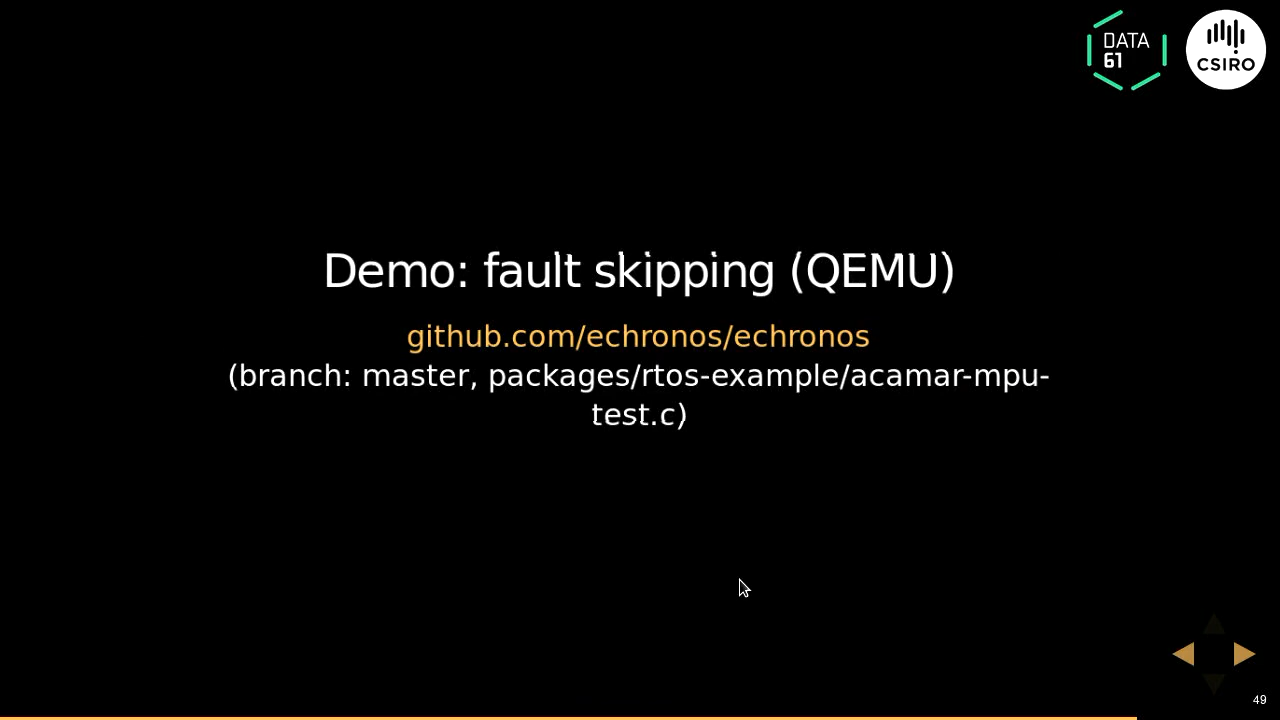 DATA
61
CSIRO
Demo: fault skipping (QEMU)
github.com/echronos/echronos
(branch: master, packages/rtos-example/acamar-mpu-
test.c)
49